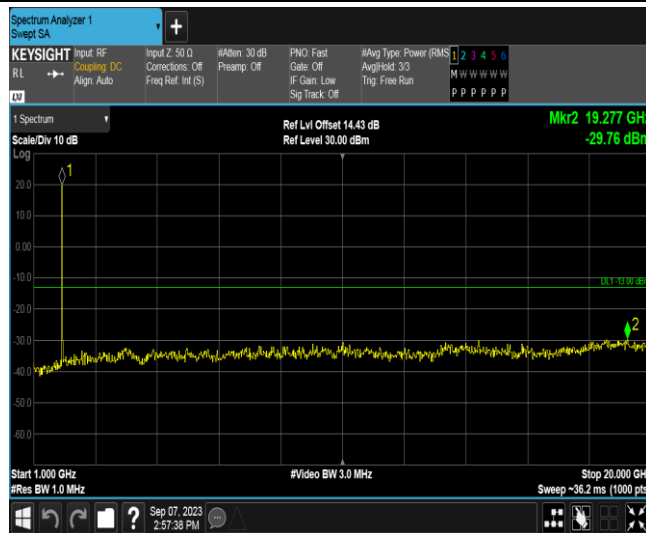 Spectrum Analyzer 1
Swept SA
+
KEYSIGHT
RL
LXI
Input: RF
Coupling: DC
Align: Auto
Input Z: 50 Ω
Corrections: Off
Freq Ref: Int (S)
#Atten: 30 dB
Preamp: Off
PNO: Fast
Gate: Off
IF Gain: Low
Sig Track: Off
#Avg Type: Power (RMS
Avg|Hold: 3/3
Trig: Free Run
1 2 3 4 5 6
M W W W W W
P P P P P P
1 Spectrum
Scale/Div 10 dB
Log
Ref Lvl Offset 14.43 dB
Ref Level 30.00 dBm
Mkr2 19.277 GHz
-29.76 dBm
1
20.0
10.0
0.00
-10.0
DL1 -13.00 dBm
-20.0
2
-30.0
-40.0
-50.0
-60.0
Start 1.000 GHz
#Video BW 3.0 MHz
Stop 20.000 GHz
#Res BW 1.0 MHz
Sweep ~36.2 ms (1000 pts)
?
Sep 07, 2023
2:57:38 PM